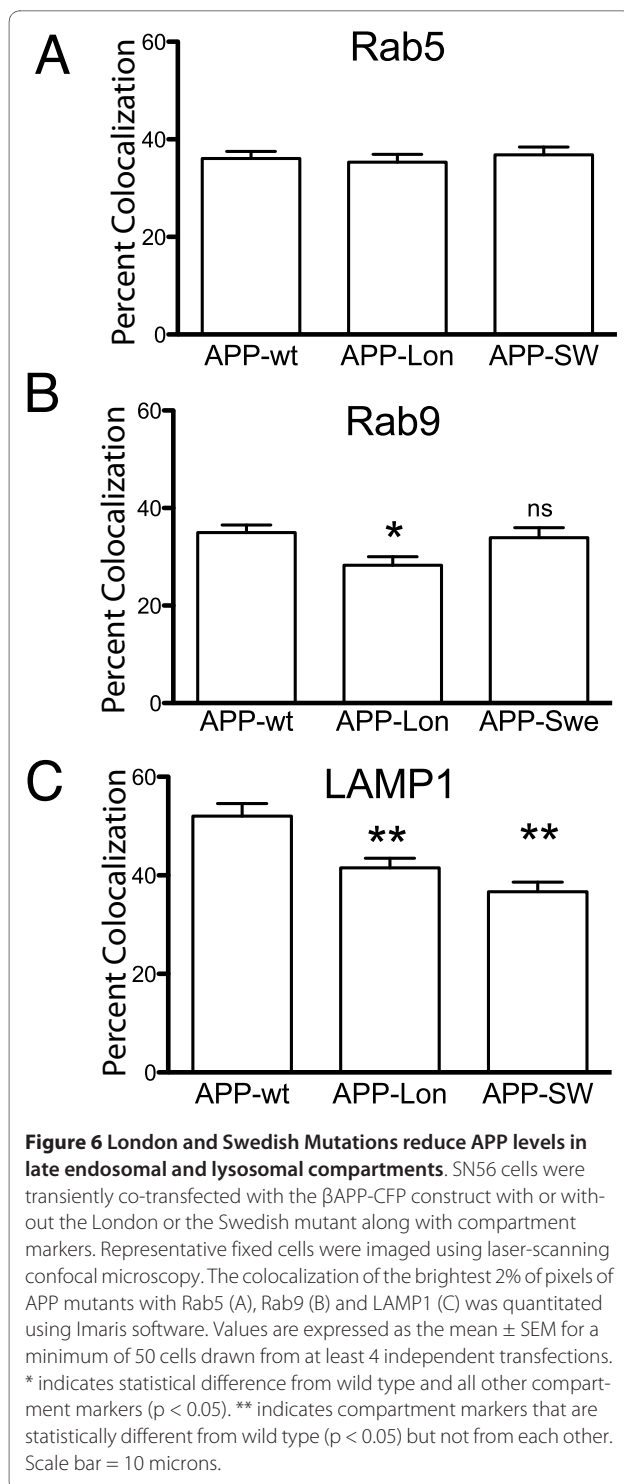 A
Rab5
Percent Colocalization
60
40
20
0
APP-wt APP-Lon APP-SW
B
Rab9
Percent Colocalization
60
40
20
0
*
ns
APP-wt APP-Lon APP-Swe
C
LAMP1
Percent Colocalization
60
40
20
0
**
**
APP-wt APP-Lon APP-SW
Figure 6 London and Swedish Mutations reduce APP levels in
late endosomal and lysosomal compartments. SN56 cells were
transiently co-transfected with the βAPP-CFP construct with or with-
out the London or the Swedish mutant along with compartment
markers. Representative fixed cells were imaged using laser-scanning
confocal microscopy. The colocalization of the brightest 2% of pixels of
APP mutants with Rab5 (A), Rab9 (B) and LAMP1 (C) was quantitated
using Imaris software. Values are expressed as the mean ± SEM for a
minimum of 50 cells drawn from at least 4 independent transfections.
* indicates statistical difference from wild type and all other compart-
ment markers (p < 0.05). ** indicates compartment markers that are
statistically different from wild type (p < 0.05) but not from each other.
Scale bar = 10 microns.